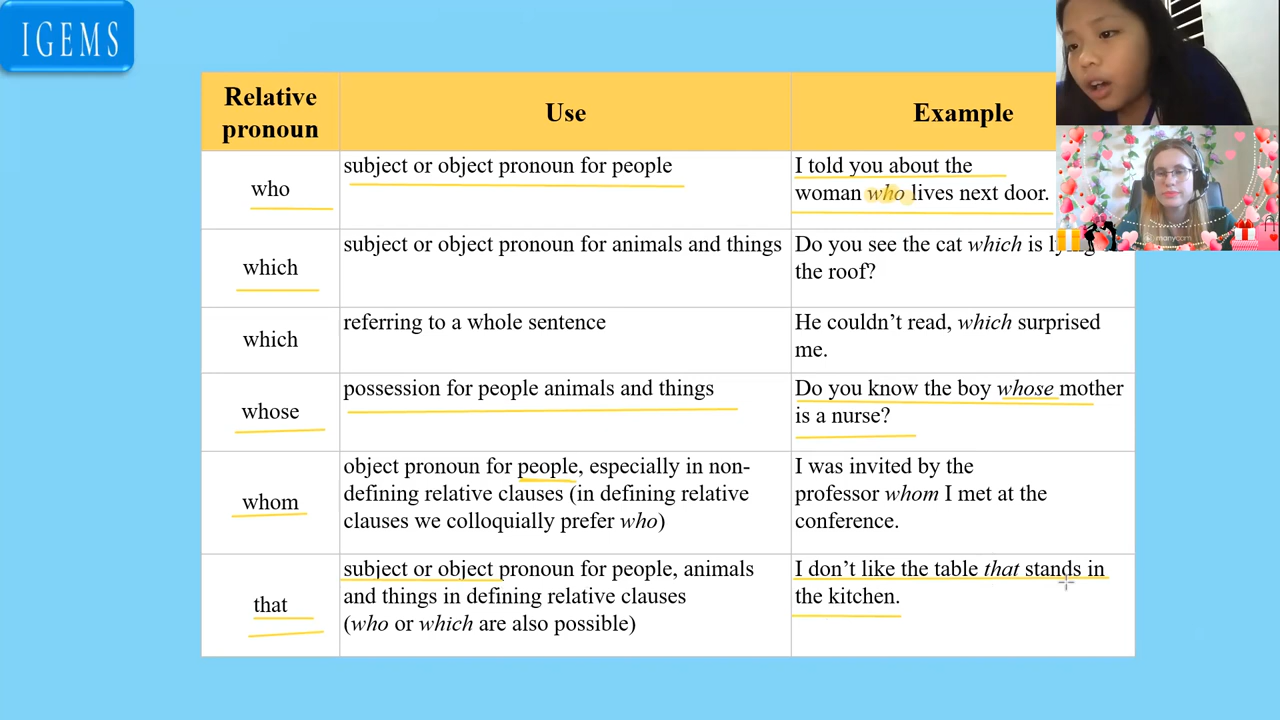 IGEMS
Relative
pronoun
Use
Example
who
subject or object pronoun for people
I told you about the
woman who lives next door.
which
subject or object pronoun for animals and things
Do you see the cat which is
the roof?
which
referring to a whole sentence
He couldn’t read, which surprised
me.
whose
possession for people animals and things
Do you know the boy whose mother
is a nurse?
whom
object pronoun for people, especially in non-
defining relative clauses (in defining relative
clauses we colloquially prefer who)
I was invited by the
professor whom I met at the
conference.
that
subject or object pronoun for people, animals
and things in defining relative clauses
(who or which are also possible)
I don’t like the table that stands in
the kitchen.
manycam